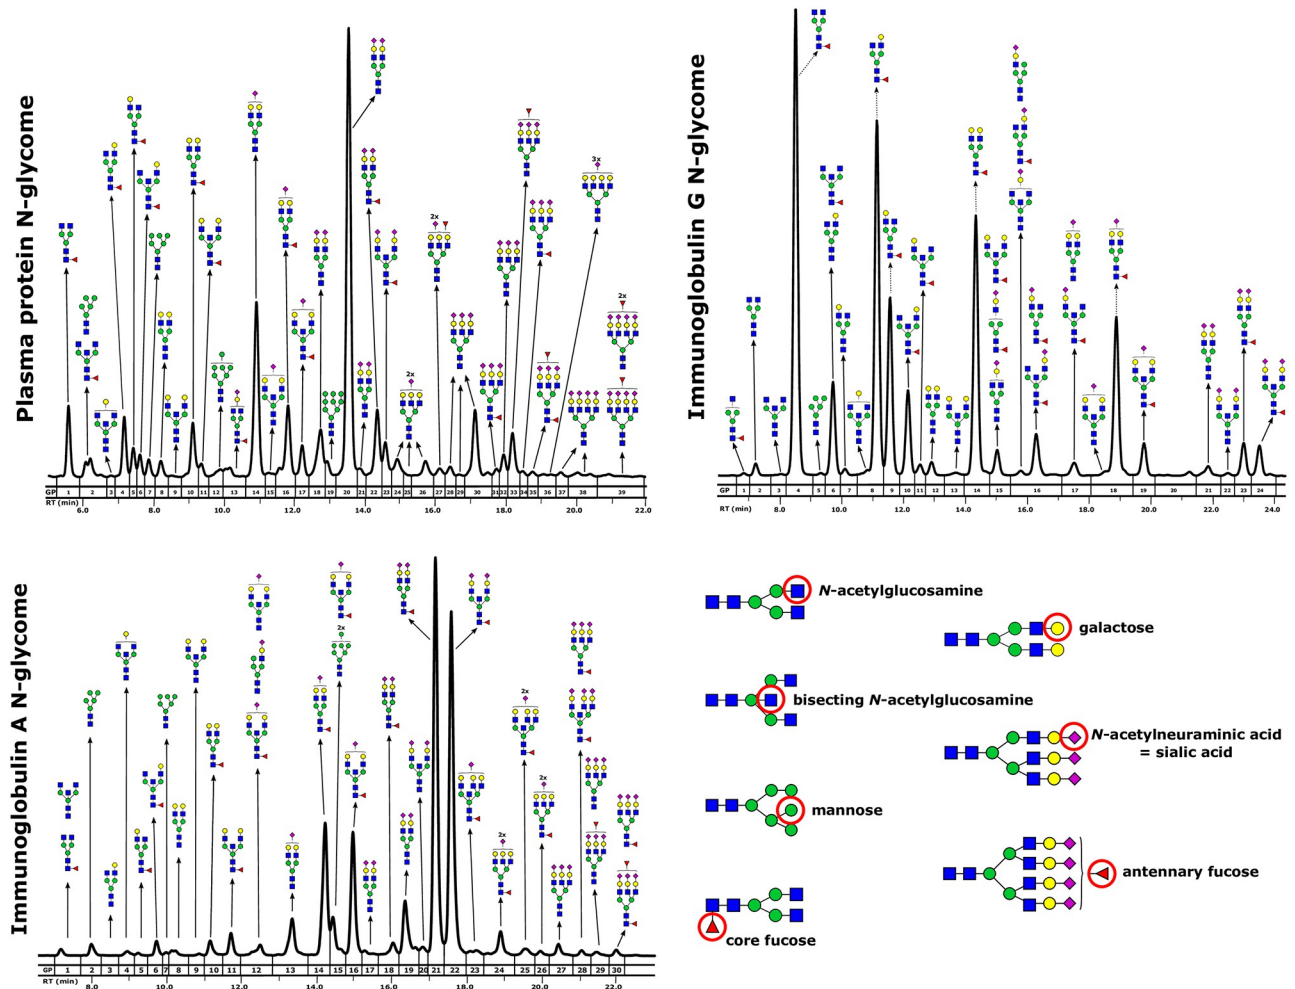 Plasma protein N-glycome
2x
3x
2x
2x
2x
GP 1 2 3 4 5 6 7 8 9 10 11 12 13 14 15 16 17 18 19 20 21 22 23 24 25 26 27 28 29 30 31 32 33 34 35 36 37 38 39
RT (min) 6.0 8.0 10.0 12.0 14.0 16.0 18.0 20.0 22.0
Immunoglobulin G N-glycome
GP 1 2 3 4 5 6 7 8 9 10 11 12 13 14 15 16 17 18 19 20 21 22 23 24
RT (min) 8.0 10.0 12.0 14.0 16.0 18.0 20.0 22.0 24.0
Immunoglobulin A N-glycome
2x
2x
2x
2x
2x
GP 1 2 3 4 5 6 7 8 9 10 11 12 13 14 15 16 17 18 19 20 21 22 23 24 25 26 27 28 29 30
RT (min) 8.0 10.0 12.0 14.0 16.0 18.0 20.0 22.0
N-acetylglucosamine
galactose
bisecting N-acetylglucosamine
N-acetylneuraminic acid
= sialic acid
mannose
antennary fucose
core fucose